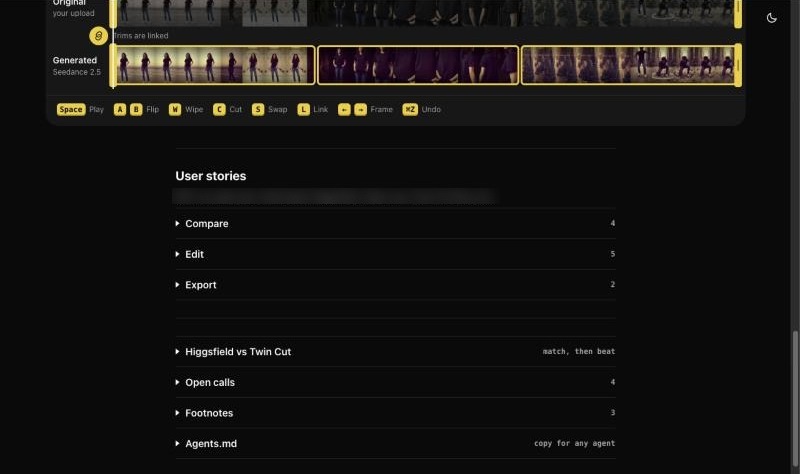 Original
your upload
Trims are linked
Generated
Seedance 2.5
Space Play A B Flip W Wipe C Cut S Swap L Link ← → Frame ⌘Z Undo
User stories
Compare 4
Edit 5
Export 2
Higgsfield vs Twin Cut match, then beat
Open calls 4
Footnotes 3
Agents.md copy for any agent